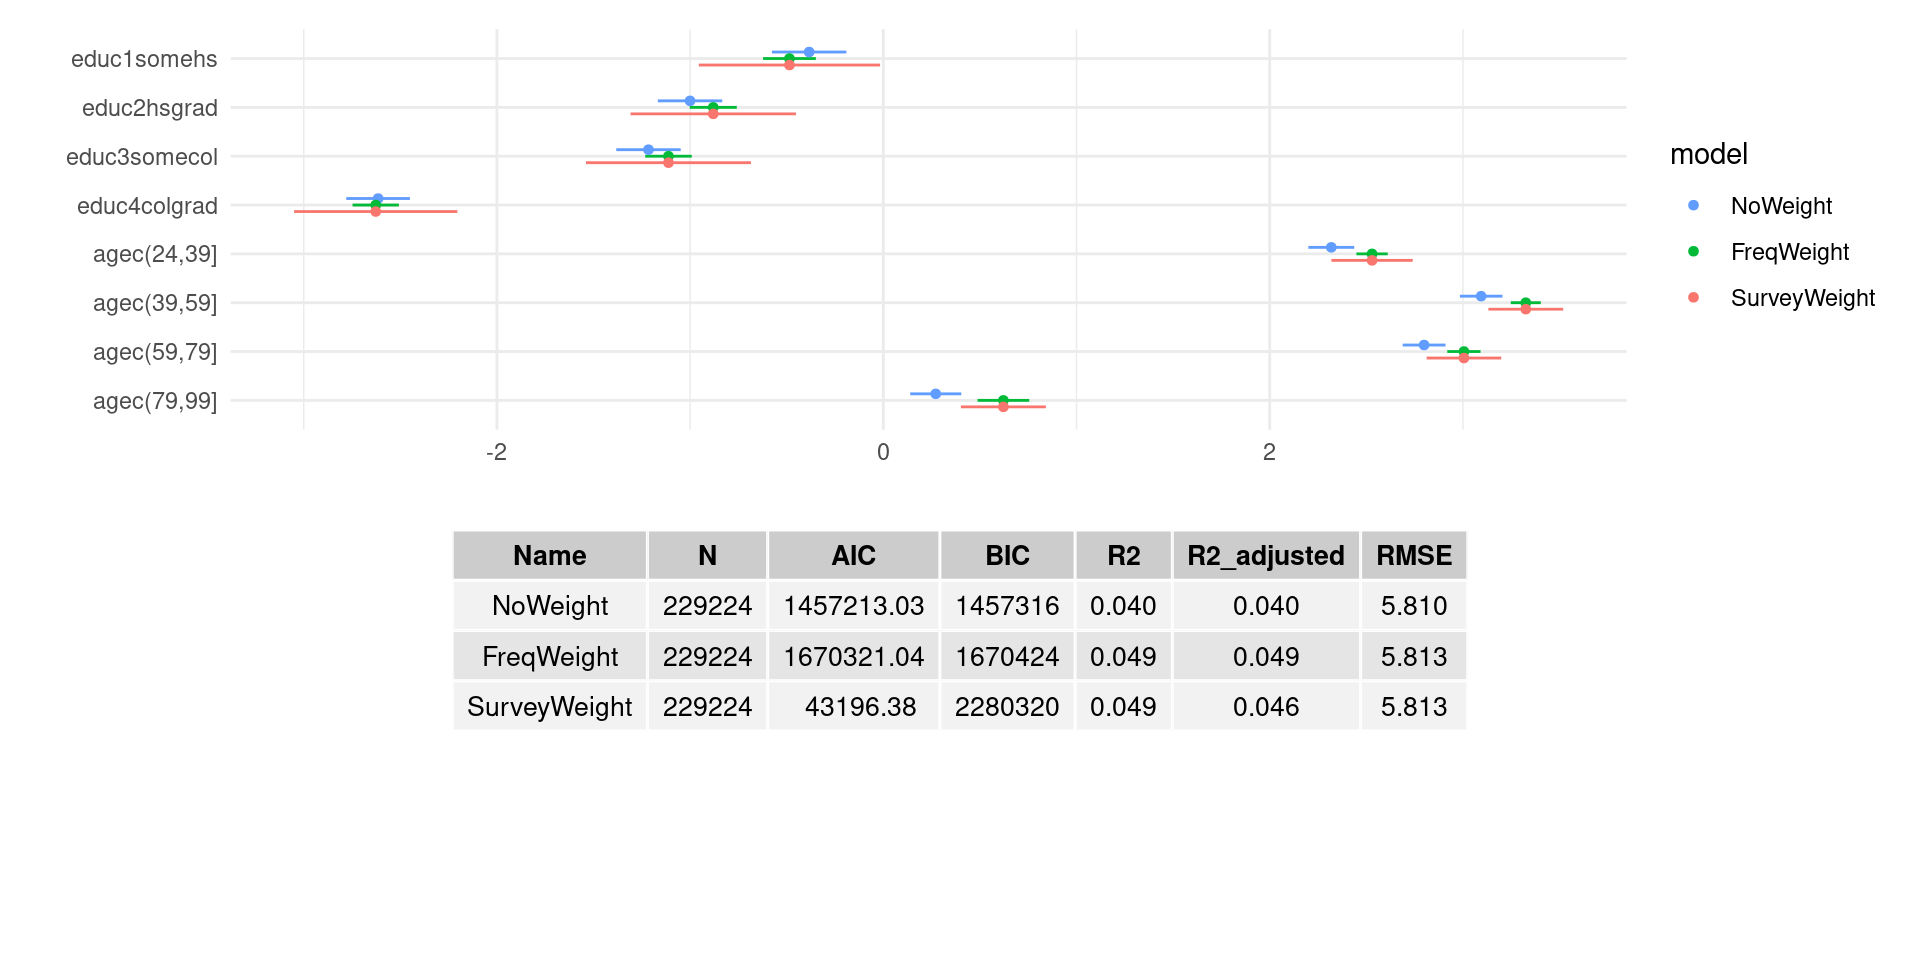 educ1somehs
educ2hsgrad
educ3somecol
educ4colgrad
agec(24,39]
agec(39,59]
agec(59,79]
agec(79,99]
-2 0 2
model
NoWeight
FreqWeight
SurveyWeight
Name N AIC BIC R2 R2_adjusted RMSE
NoWeight 229224 1457213.03 1457316 0.040 0.040 5.810
FreqWeight 229224 1670321.04 1670424 0.049 0.049 5.813
SurveyWeight 229224 43196.38 2280320 0.049 0.046 5.813